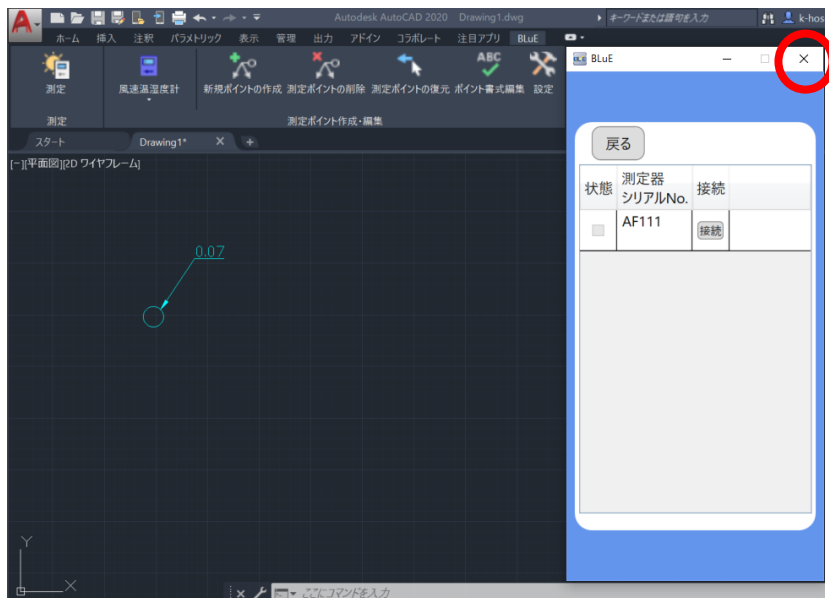 Autodesk AutoCAD 2020 Drawing1.dwg
キーワードまたは語句を入力
k-hos
ホーム 挿入 注釈 パラメトリック 表示 管理 出力 アドイン コラボレート 注目アプリ BLuE
測定
風速温湿度計
新規ポイントの作成
測定ポイントの削除
測定ポイントの復元
ABC
ポイント書式編集
設定
測定
測定ポイント作成・編集
スタート
Drawing1*
[−][平面図][2D ワイヤフレーム]
0.07
Y
X
ここにコマンドを入力
BLuE
戻る
状態
測定器
シリアルNo.
接続
AF111
接続